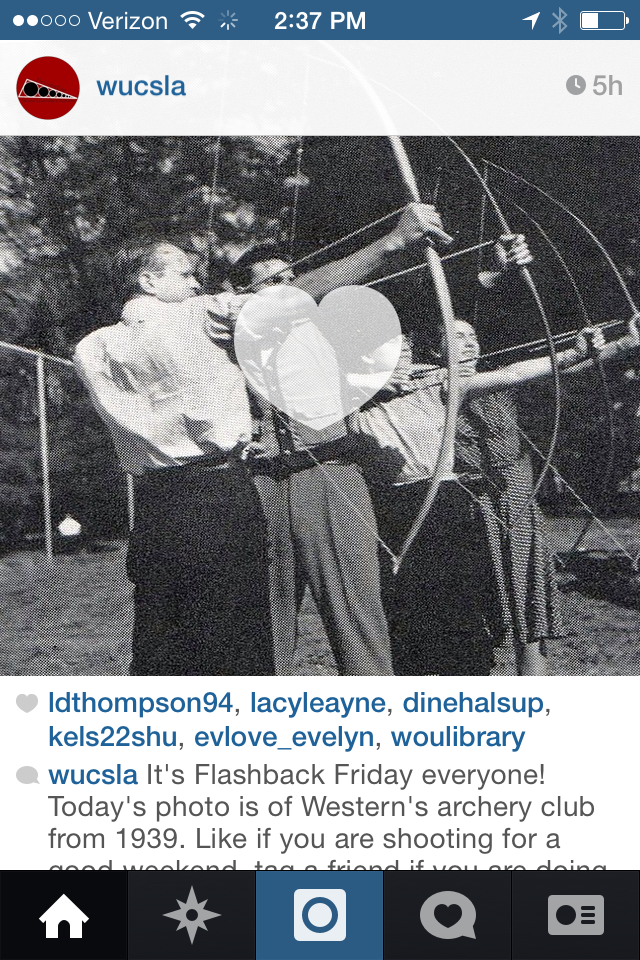 Verizon 2:37 PM
wucsla 5h
ldthompson94, lacyleayne, dinehalsup,
kels22shu, evlove_evelyn, woulibrary
wucsla It's Flashback Friday everyone!
Today's photo is of Western's archery club
from 1939. Like if you are shooting for a
good weekend, tag a friend if you are doing